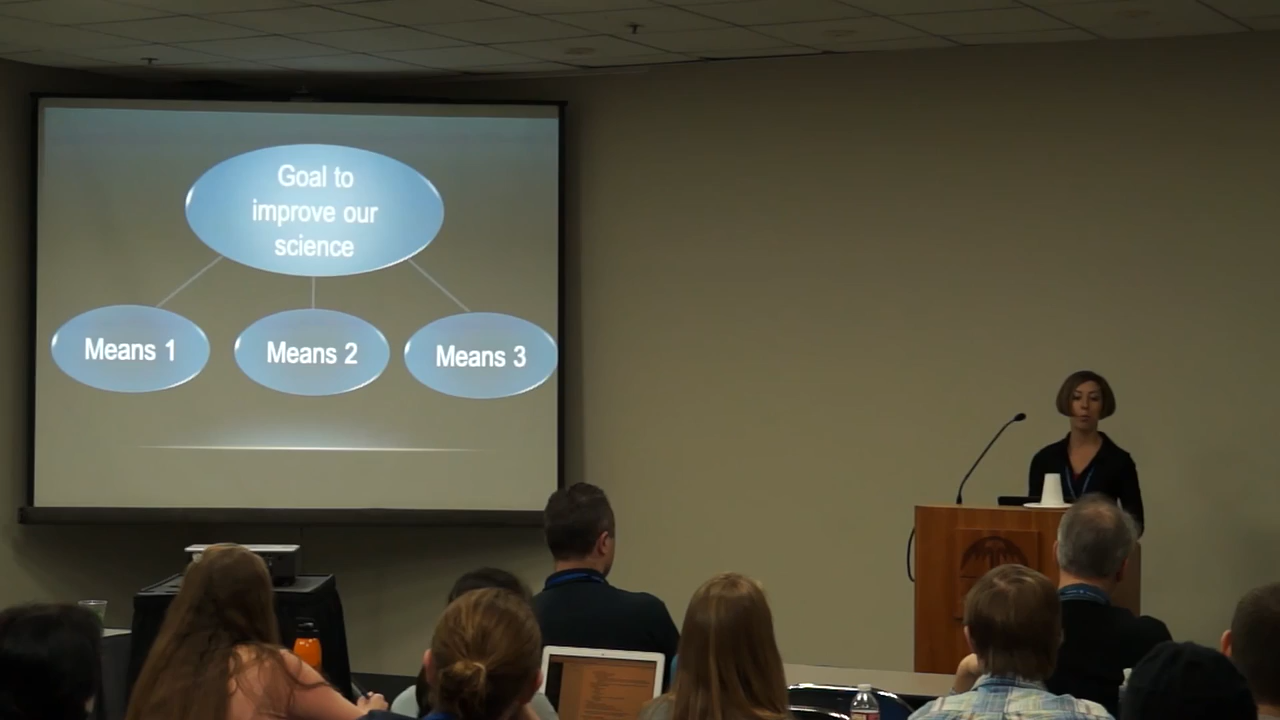 Goal to
improve our
science
Means 1
Means 2
Means 3